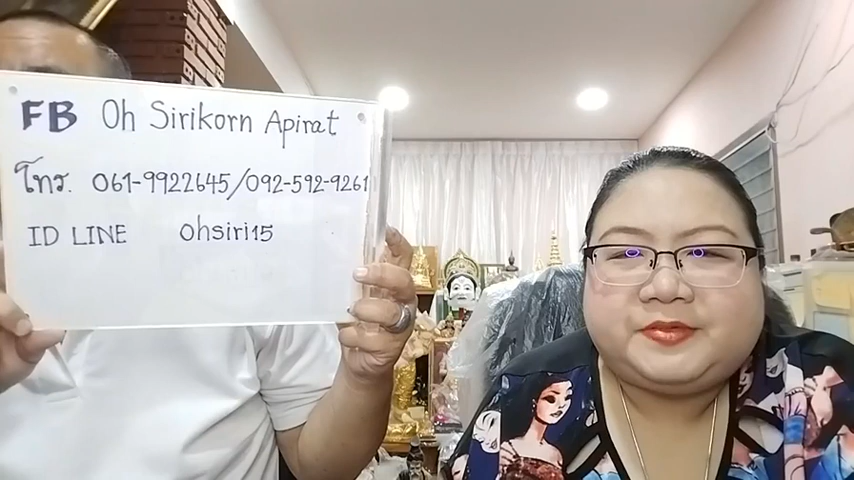 FB Oh Sirikorn Apirat
โทร. 061-9922645/092-592-9261
ID LINE ohsiri15